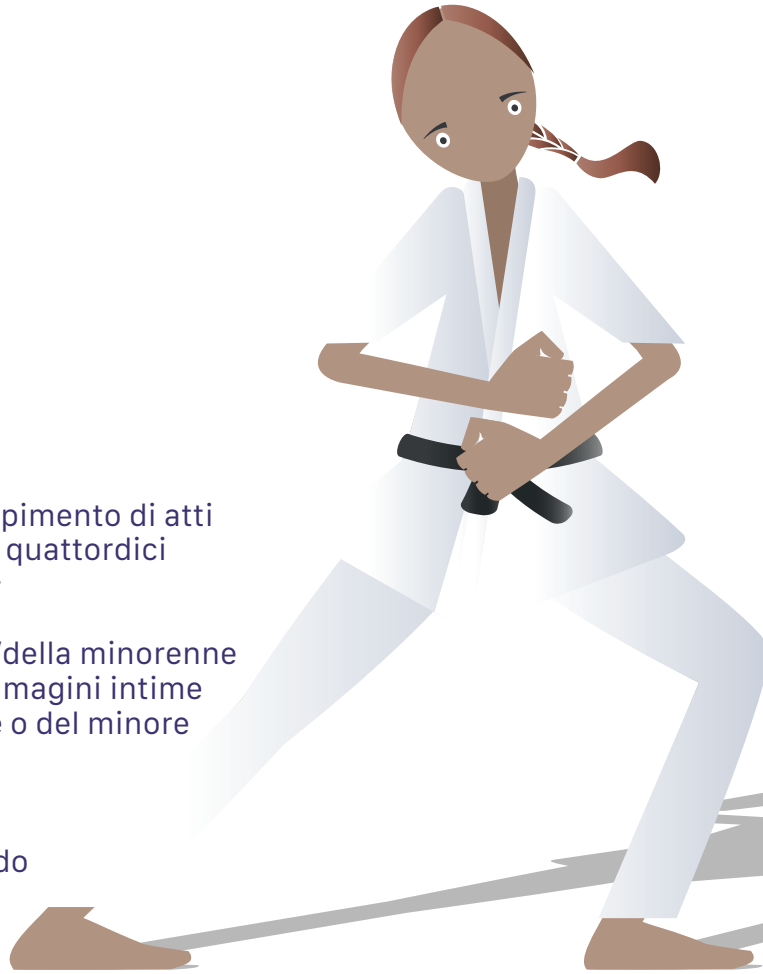 pimento di atti
quattordici
/della minorenne
magini intime
e o del minore
do